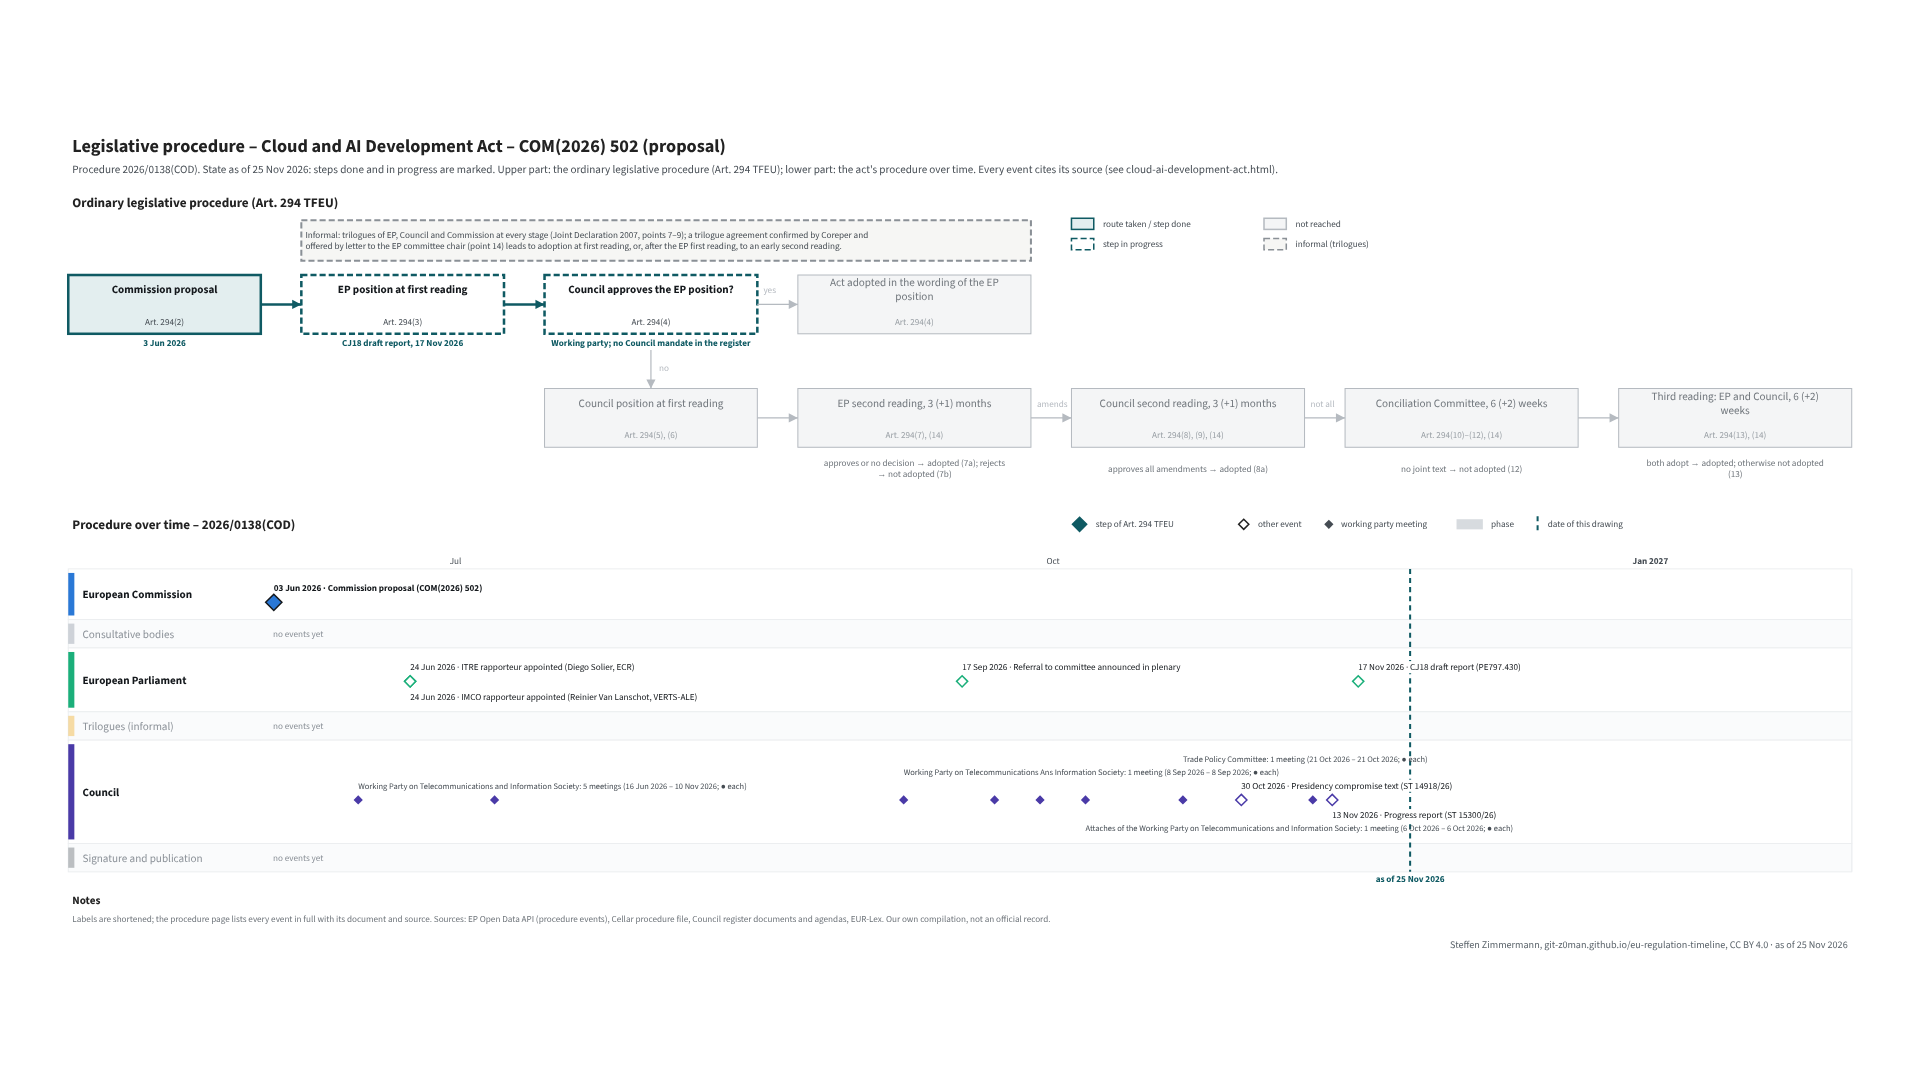 Legislative procedure – Cloud and AI Development Act – COM(2026) 502 (proposal)
Procedure 2026/0138(COD). State as of 25 Nov 2026: steps done and in progress are marked. Upper part: the ordinary legislative procedure (Art. 294 TFEU); lower part: the act's procedure over time. Every event cites its source (see cloud-ai-development-act.html).
Ordinary legislative procedure (Art. 294 TFEU)
Informal: trilogues of EP, Council and Commission at every stage (Joint Declaration 2007, points 7–9); a trilogue agreement confirmed by Coreper and
offered by letter to the EP committee chair (point 14) leads to adoption at first reading, or, after the EP first reading, to an early second reading.
route taken / step done
not reached
step in progress
informal (trilogues)
Commission proposal
Art. 294(2)
3 Jun 2026
EP position at first reading
Art. 294(3)
CJ18 draft report, 17 Nov 2026
Council approves the EP position?
Art. 294(4)
Working party; no Council mandate in the register
yes
Act adopted in the wording of the EP
position
Art. 294(4)
no
Council position at first reading
Art. 294(5), (6)
EP second reading, 3 (+1) months
Art. 294(7), (14)
approves or no decision → adopted (7a); rejects
→ not adopted (7b)
amends
Council second reading, 3 (+1) months
Art. 294(8), (9), (14)
approves all amendments → adopted (8a)
not all
Conciliation Committee, 6 (+2) weeks
Art. 294(10)–(12), (14)
no joint text → not adopted (12)
Third reading: EP and Council, 6 (+2)
weeks
Art. 294(13), (14)
both adopt → adopted; otherwise not adopted
(13)
Procedure over time – 2026/0138(COD)
step of Art. 294 TFEU
other event
working party meeting
phase
date of this drawing
Jul
Oct
Jan 2027
European Commission
03 Jun 2026 · Commission proposal (COM(2026) 502)
Consultative bodies
no events yet
European Parliament
24 Jun 2026 · ITRE rapporteur appointed (Diego Solier, ECR)
24 Jun 2026 · IMCO rapporteur appointed (Reinier Van Lanschot, VERTS-ALE)
17 Sep 2026 · Referral to committee announced in plenary
17 Nov 2026 · CJ18 draft report (PE797.430)
Trilogues (informal)
no events yet
Council
Trade Policy Committee: 1 meeting (21 Oct 2026 – 21 Oct 2026; ● each)
Working Party on Telecommunications Ans Information Society: 1 meeting (8 Sep 2026 – 8 Sep 2026; ● each)
Working Party on Telecommunications and Information Society: 5 meetings (16 Jun 2026 – 10 Nov 2026; ● each)
30 Oct 2026 · Presidency compromise text (ST 14918/26)
13 Nov 2026 · Progress report (ST 15300/26)
Attaches of the Working Party on Telecommunications and Information Society: 1 meeting (6 Oct 2026 – 6 Oct 2026; ● each)
Signature and publication
no events yet
as of 25 Nov 2026
Notes
Labels are shortened; the procedure page lists every event in full with its document and source. Sources: EP Open Data API (procedure events), Cellar procedure file, Council register documents and agendas, EUR-Lex. Our own compilation, not an official record.
Steffen Zimmermann, git-z0man.github.io/eu-regulation-timeline, CC BY 4.0 · as of 25 Nov 2026